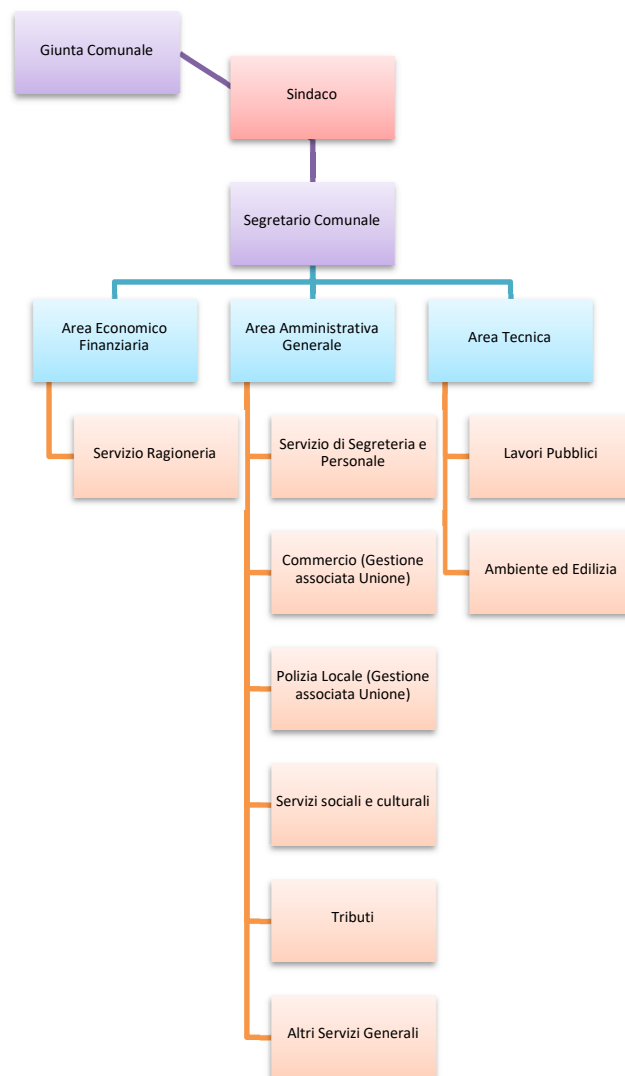 Giunta Comunale
Sindaco
Segretario Comunale
Area Economico
Finanziaria
Area Amministrativa
Generale
Area Tecnica
Servizio Ragioneria
Servizio di Segreteria e
Personale
Lavori Pubblici
Commercio (Gestione
associata Unione)
Ambiente ed Edilizia
Polizia Locale (Gestione
associata Unione)
Servizi sociali e culturali
Tributi
Altri Servizi Generali